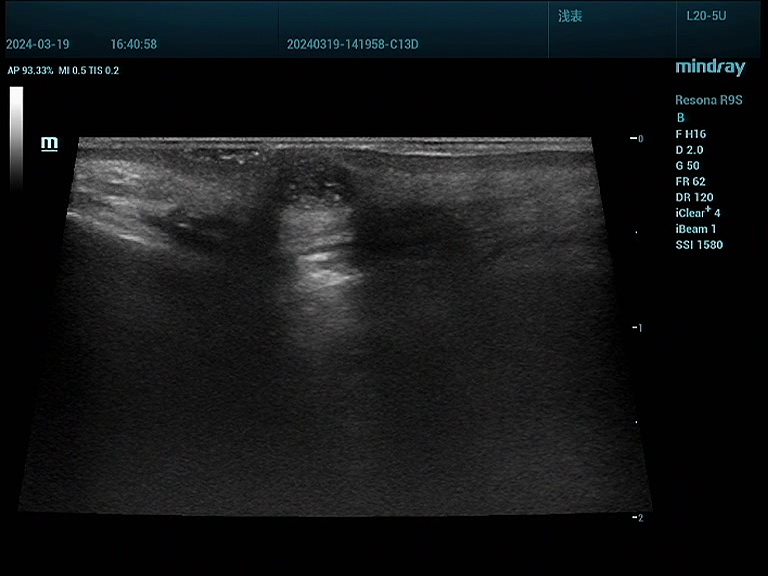 浅表 L20-5U
2024-03-19 16:40:58 20240319-141958-C13D
AP 93.33% MI 0.5 TIS 0.2
mindray
m
Resona R9S
B
F H16
D 2.0
G 50
FR 62
DR 120
iClear+ 4
iBeam 1
SSI 1580
0
1
2